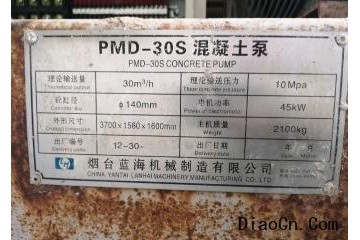 PMD-30S 混凝土泵
PMD-30S CONCRETE PUMP
理论输送量 30m³/h 理论输送压力 10Mpa
Theoretical output
砼缸径 φ140mm 电机功率 45kW
Power of electromotor
外形尺寸 3700×1560×1600mm 主机质量 2100kg
Weight
出厂编号 12-30- 出厂日期 年 月
烟台蓝海机械制造有限公司
CHINA YANTAI LANHAI MACHINERY MANUFACTURING CO.,LTD.
DiaoCn.Com